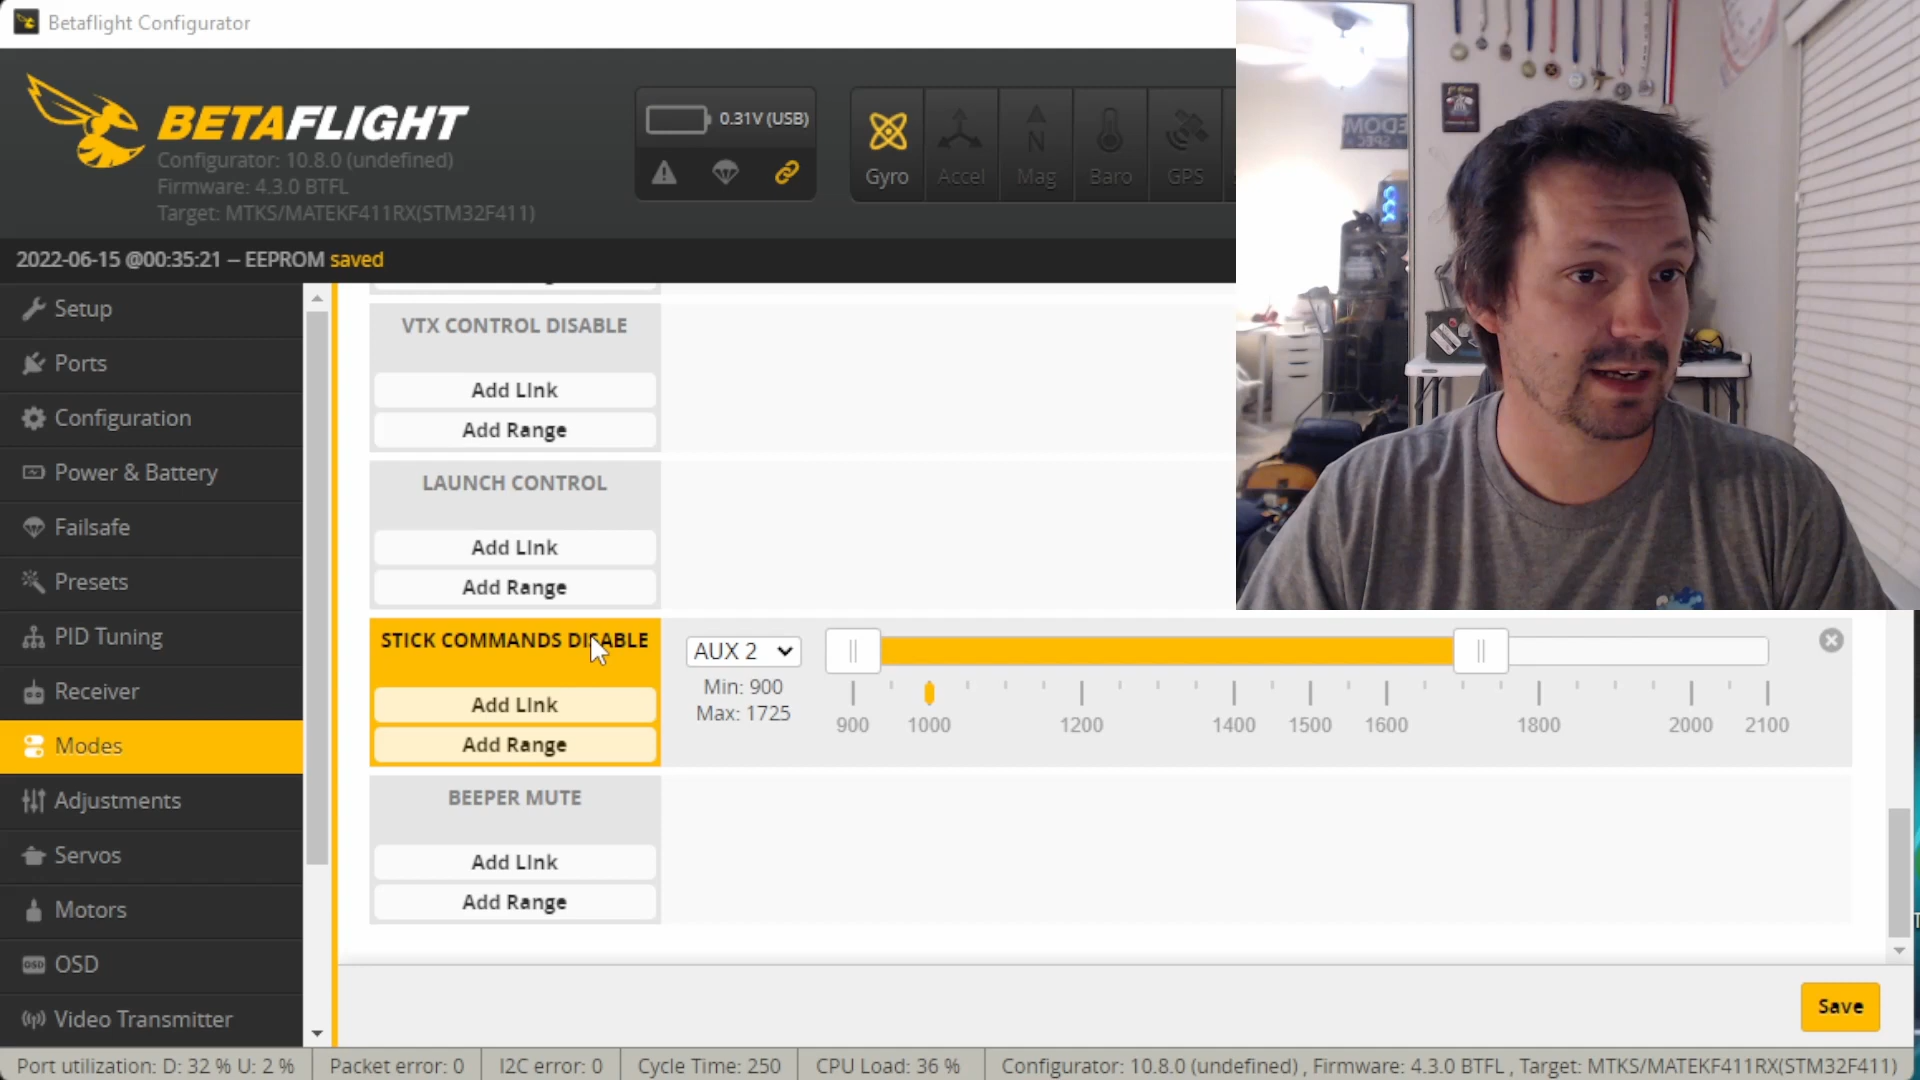 Betaflight Configurator
BETAFLIGHT
Configurator: 10.8.0 (undefined)
Firmware: 4.3.0 BTFL
Target: MTKS/MATEKF411RX(STM32F411)
0.31V (USB)
Gyro
Accel
Mag
Baro
GPS
2022-06-15 @00:35:21 – EEPROM saved
Setup
Ports
Configuration
Power & Battery
Failsafe
Presets
PID Tuning
Receiver
Modes
Adjustments
Servos
Motors
OSD
Video Transmitter
VTX CONTROL DISABLE
Add LInk
Add Range
LAUNCH CONTROL
Add LInk
Add Range
STICK COMMANDS DISABLE
Add LInk
Add Range
AUX 2
Min: 900
Max: 1725
900 1000 1200 1400 1500 1600 1800 2000 2100
BEEPER MUTE
Add LInk
Add Range
Save
Port utilization: D: 32 % U: 2 %
Packet error: 0
I2C error: 0
Cycle Time: 250
CPU Load: 36 %
Configurator: 10.8.0 (undefined) , Firmware: 4.3.0 BTFL , Target: MTKS/MATEKF411RX(STM32F411)